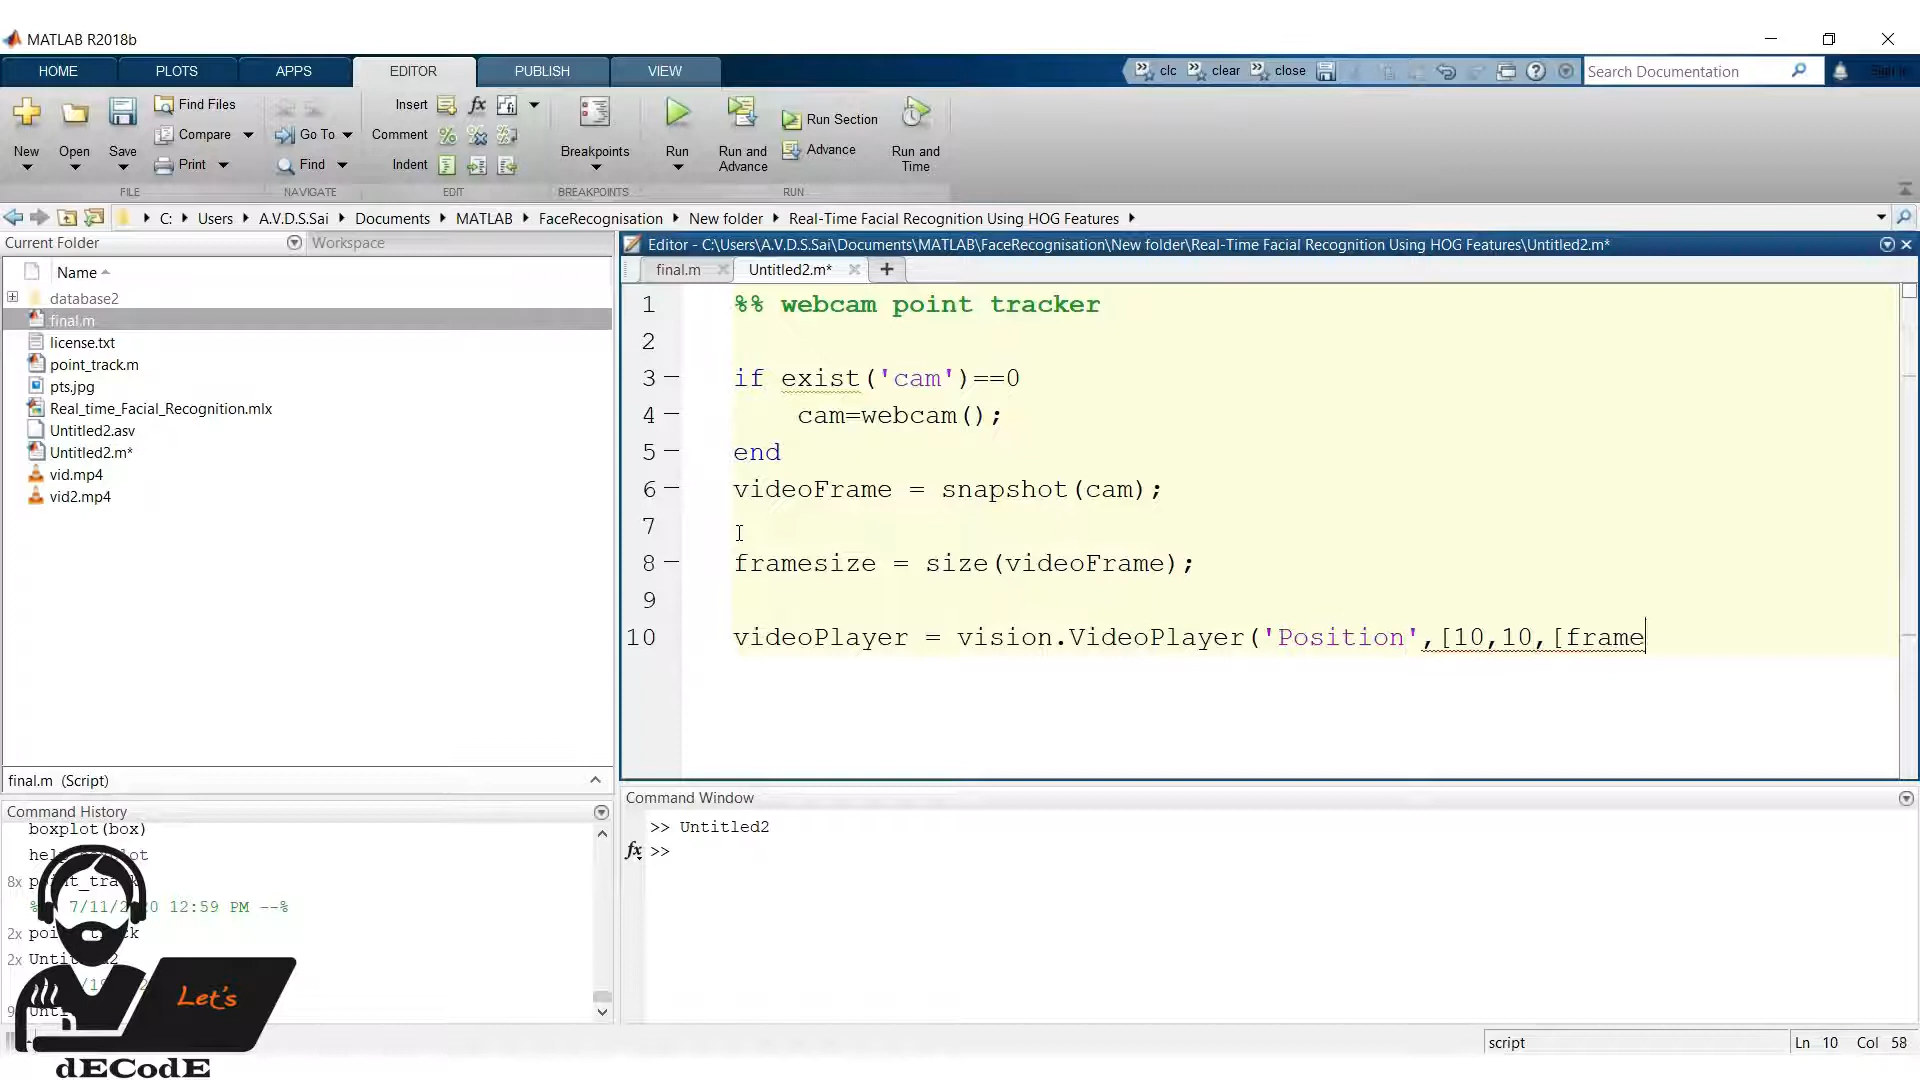 MATLAB R2018b
HOME PLOTS APPS EDITOR PUBLISH VIEW clc clear close Search Documentation
Find Files Insert fx
Compare Go To Comment Run Section
New Open Save Print Find Indent Breakpoints Run Run and Advance Advance Run and Time
FILE NAVIGATE EDIT BREAKPOINTS RUN
C: Users A.V.D.S.Sai Documents MATLAB FaceRecognisation New folder Real-Time Facial Recognition Using HOG Features
Current Folder Workspace
Name
database2
final.m
license.txt
point_track.m
pts.jpg
Real_time_Facial_Recognition.mlx
Untitled2.asv
Untitled2.m*
vid.mp4
vid2.mp4
final.m (Script)
Editor - C:\Users\A.V.D.S.Sai\Documents\MATLAB\FaceRecognisation\New folder\Real-Time Facial Recognition Using HOG Features\Untitled2.m*
final.m Untitled2.m*
1 %% webcam point tracker
2
3 if exist('cam')==0
4 cam=webcam();
5 end
6 videoFrame = snapshot(cam);
7
8 framesize = size(videoFrame);
9
10 videoPlayer = vision.VideoPlayer('Position',[10,10,[frame
Command History
boxplot(box)
8x
7/11/ 12:59 PM --%
2x
2x
Command Window
>> Untitled2
fx >>
Let's
dECodE
script Ln 10 Col 58